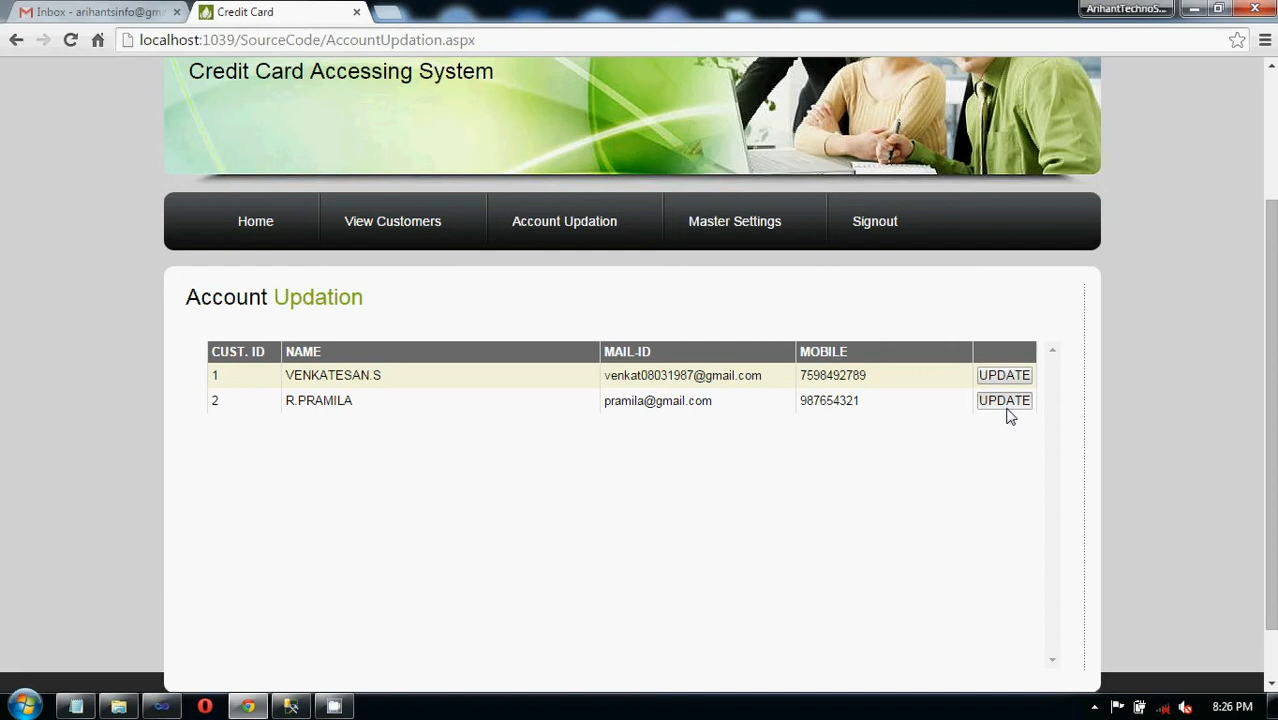 Inbox - arihantsinfo@gm
Credit Card
ArihantTechnoS...
localhost:1039/SourceCode/AccountUpdation.aspx
Credit Card Accessing System
Home View Customers Account Updation Master Settings Signout
Account Updation
CUST. ID NAME MAIL-ID MOBILE
1 VENKATESAN.S venkat08031987@gmail.com 7598492789 UPDATE
2 R.PRAMILA pramila@gmail.com 987654321 UPDATE
8:26 PM